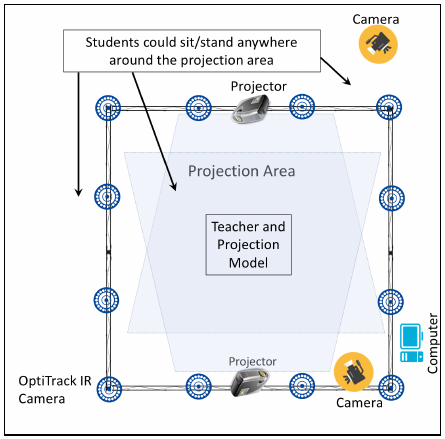 Camera
Students could sit/stand anywhere
around the projection area
Projector
Projection Area
Teacher and
Projection
Model
Computer
Projector
OptiTrack IR
Camera
Camera